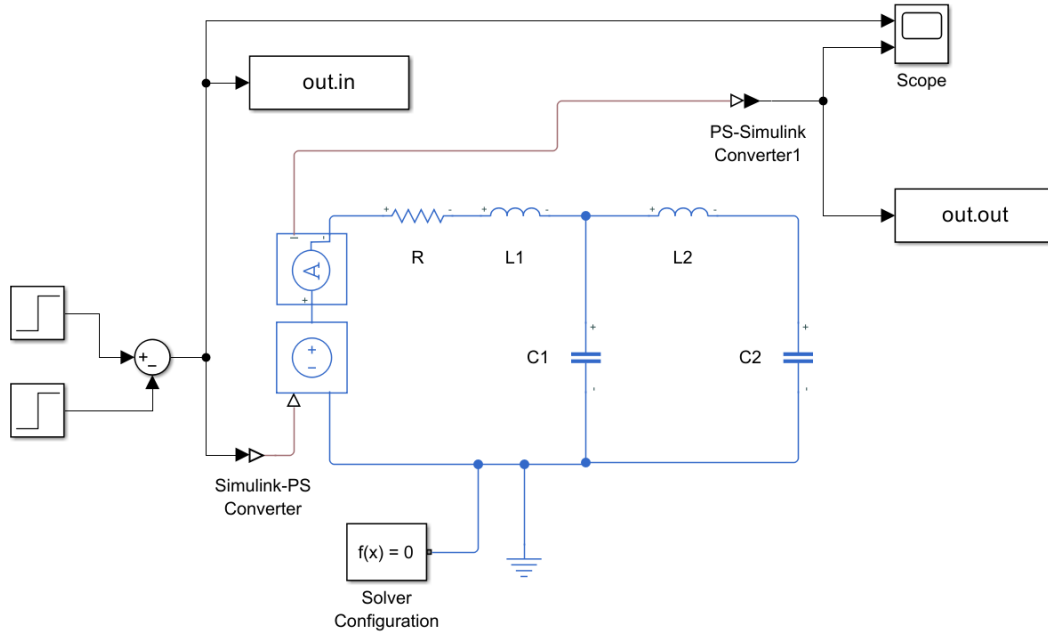 out.in
Scope
PS-Simulink
Converter1
out.out
+ - + - + -
R
L1
L2
- -
A
+
+
-
+
-
+
C1
-
+
C2
-
Simulink-PS
Converter
f(x) = 0
Solver
Configuration